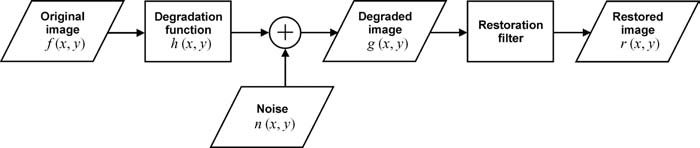 Original
image
f (x, y)
Degradation
function
h (x, y)
+
Degraded
image
g (x, y)
Restoration
filter
Restored
image
r (x, y)
Noise
n (x, y)